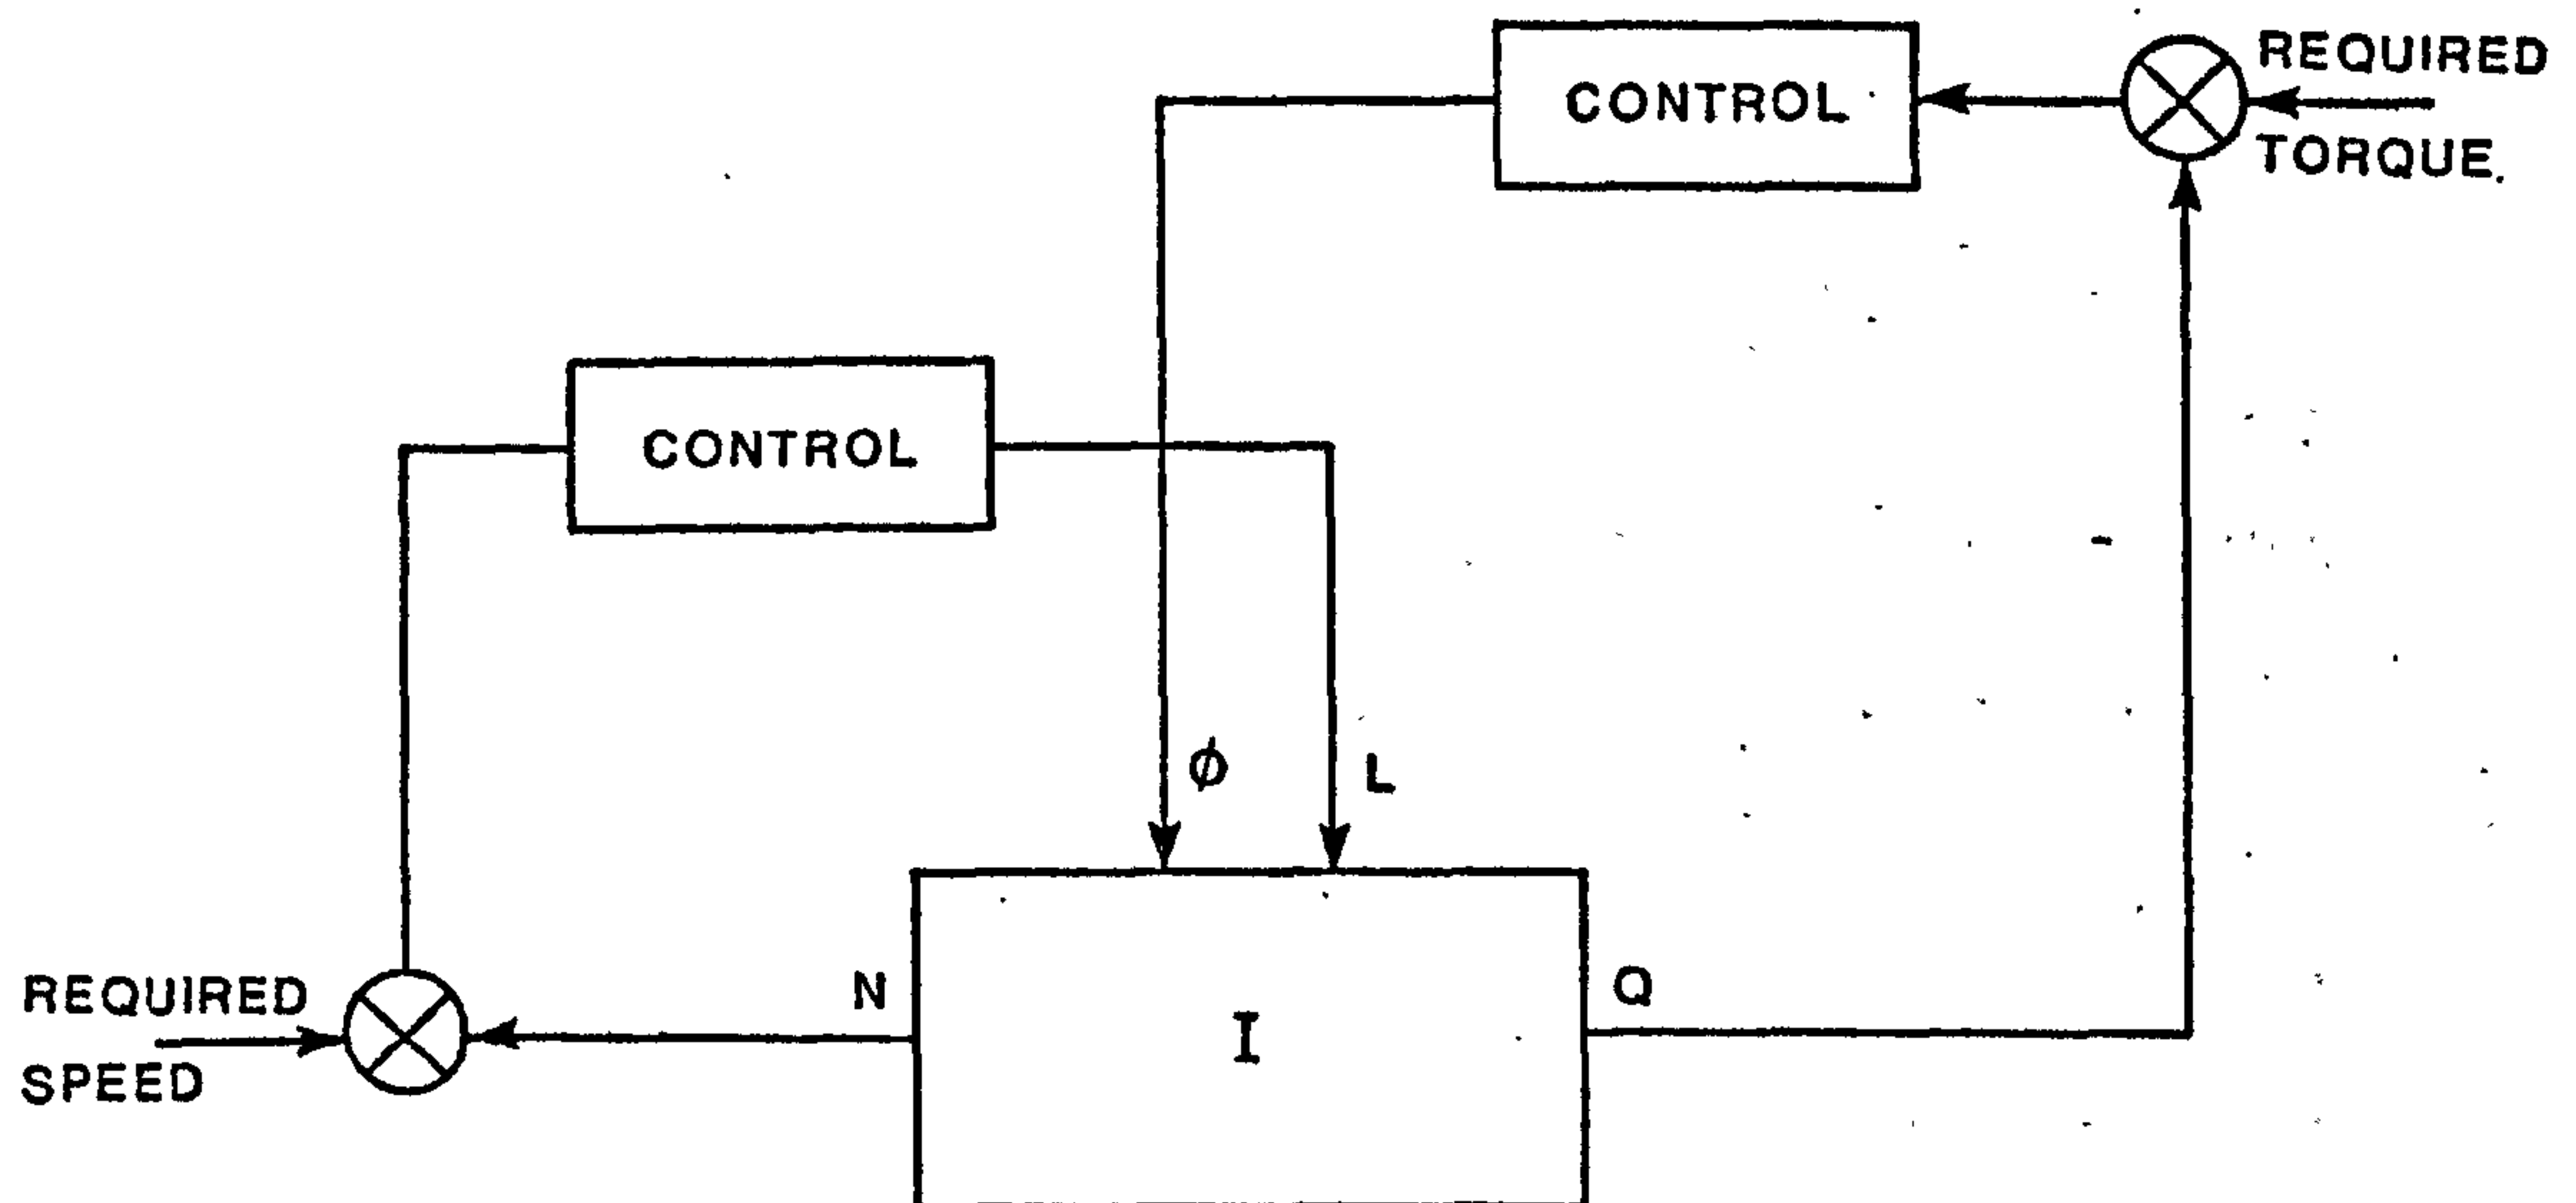 REQUIRED
CONTROL
TORQUE.
CONTROL
ϕ
L
REQUIRED
N
Q
I
SPEED